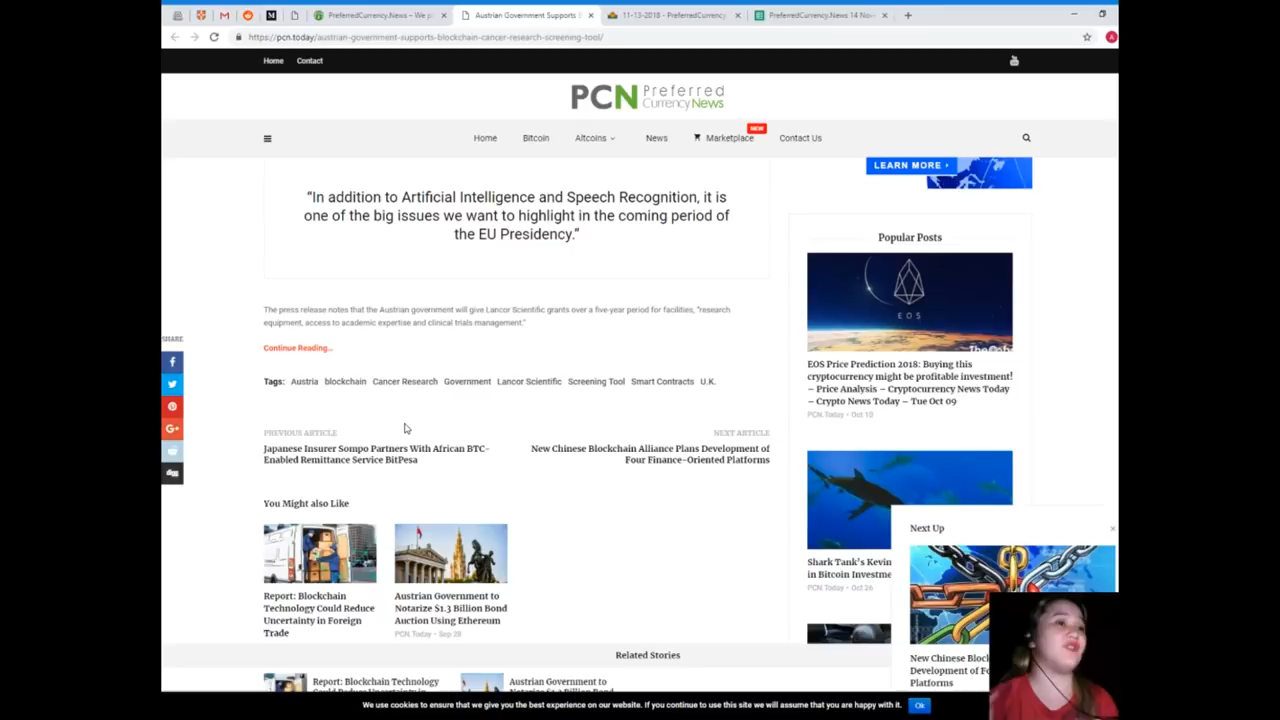 PreferredCurrency.News – We p
Austrian Government Supports
11-13-2018 - PreferredCurrency
PreferredCurrency.News 14 Nov
https://pcn.today/austrian-government-supports-blockchain-cancer-research-screening-tool/
Home Contact
PCN Preferred
Currency News
NEW
Home Bitcoin Altcoins News Marketplace Contact Us
LEARN MORE
“In addition to Artificial Intelligence and Speech Recognition, it is
one of the big issues we want to highlight in the coming period of
the EU Presidency.”
The press release notes that the Austrian government will give Lancor Scientific grants over a five-year period for facilities, “research
equipment, access to academic expertise and clinical trials management.”
Continue Reading...
Tags: Austria blockchain Cancer Research Government Lancor Scientific Screening Tool Smart Contracts U.K.
PREVIOUS ARTICLE
Japanese Insurer Sompo Partners With African BTC-
Enabled Remittance Service BitPesa
NEXT ARTICLE
New Chinese Blockchain Alliance Plans Development of
Four Finance-Oriented Platforms
You Might also Like
Report: Blockchain
Technology Could Reduce
Uncertainty in Foreign
Trade
Austrian Government to
Notarize $1.3 Billion Bond
Auction Using Ethereum
PCN.Today • Sep 28
SHARE
Popular Posts
EOS
EOS Price Prediction 2018: Buying this
cryptocurrency might be profitable investment!
– Price Analysis – Cryptocurrency News Today
– Crypto News Today – Tue Oct 09
PCN.Today • Oct 10
Shark Tank's Kevin
in Bitcoin Investme
PCN.Today • Oct 26
Next Up
New Chinese Block
Development of Fo
Platforms
Related Stories
Report: Blockchain Technology
Austrian Government to
We use cookies to ensure that we give you the best experience on our website. If you continue to use this site we will assume that you are happy with it. Ok